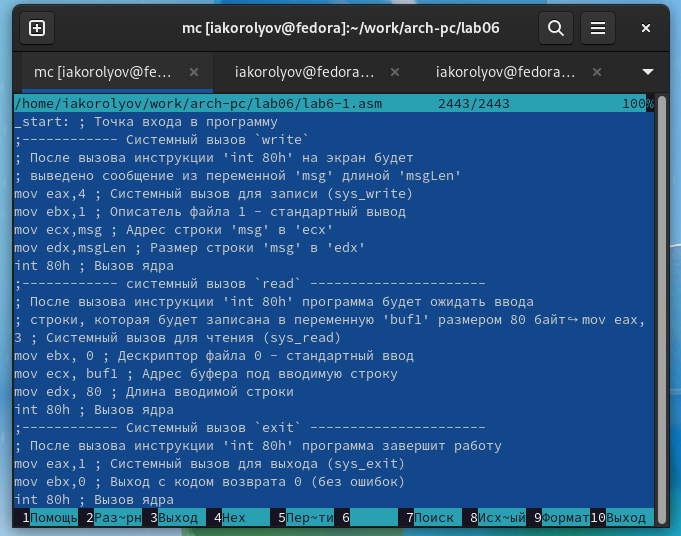 mc [iakorolyov@fedora]:~/work/arch-pc/lab06
mc [iakorolyov@fe... iakorolyov@fedora... iakorolyov@fedora...
/home/iakorolyov/work/arch-pc/lab06/lab6-1.asm 2443/2443 100%
_start: ; Точка входа в программу
;------------ Системный вызов `write`
; После вызова инструкции 'int 80h' на экран будет
; выведено сообщение из переменной 'msg' длиной 'msgLen'
mov eax,4 ; Системный вызов для записи (sys_write)
mov ebx,1 ; Описатель файла 1 - стандартный вывод
mov ecx,msg ; Адрес строки 'msg' в 'ecx'
mov edx,msgLen ; Размер строки 'msg' в 'edx'
int 80h ; Вызов ядра
;------------ системный вызов `read` ----------------------
; После вызова инструкции 'int 80h' программа будет ожидать ввода
; строки, которая будет записана в переменную 'buf1' размером 80 байт↪mov eax,
3 ; Системный вызов для чтения (sys_read)
mov ebx, 0 ; Дескриптор файла 0 - стандартный ввод
mov ecx, buf1 ; Адрес буфера под вводимую строку
mov edx, 80 ; Длина вводимой строки
int 80h ; Вызов ядра
;------------ Системный вызов `exit` ----------------------
; После вызова инструкции 'int 80h' программа завершит работу
mov eax,1 ; Системный вызов для выхода (sys_exit)
mov ebx,0 ; Выход с кодом возврата 0 (без ошибок)
int 80h ; Вызов ядра
1Помощь 2Раз~рн 3Выход 4Hex 5Пер~ти 6 7Поиск 8Исх~ый 9Формат 10Выход